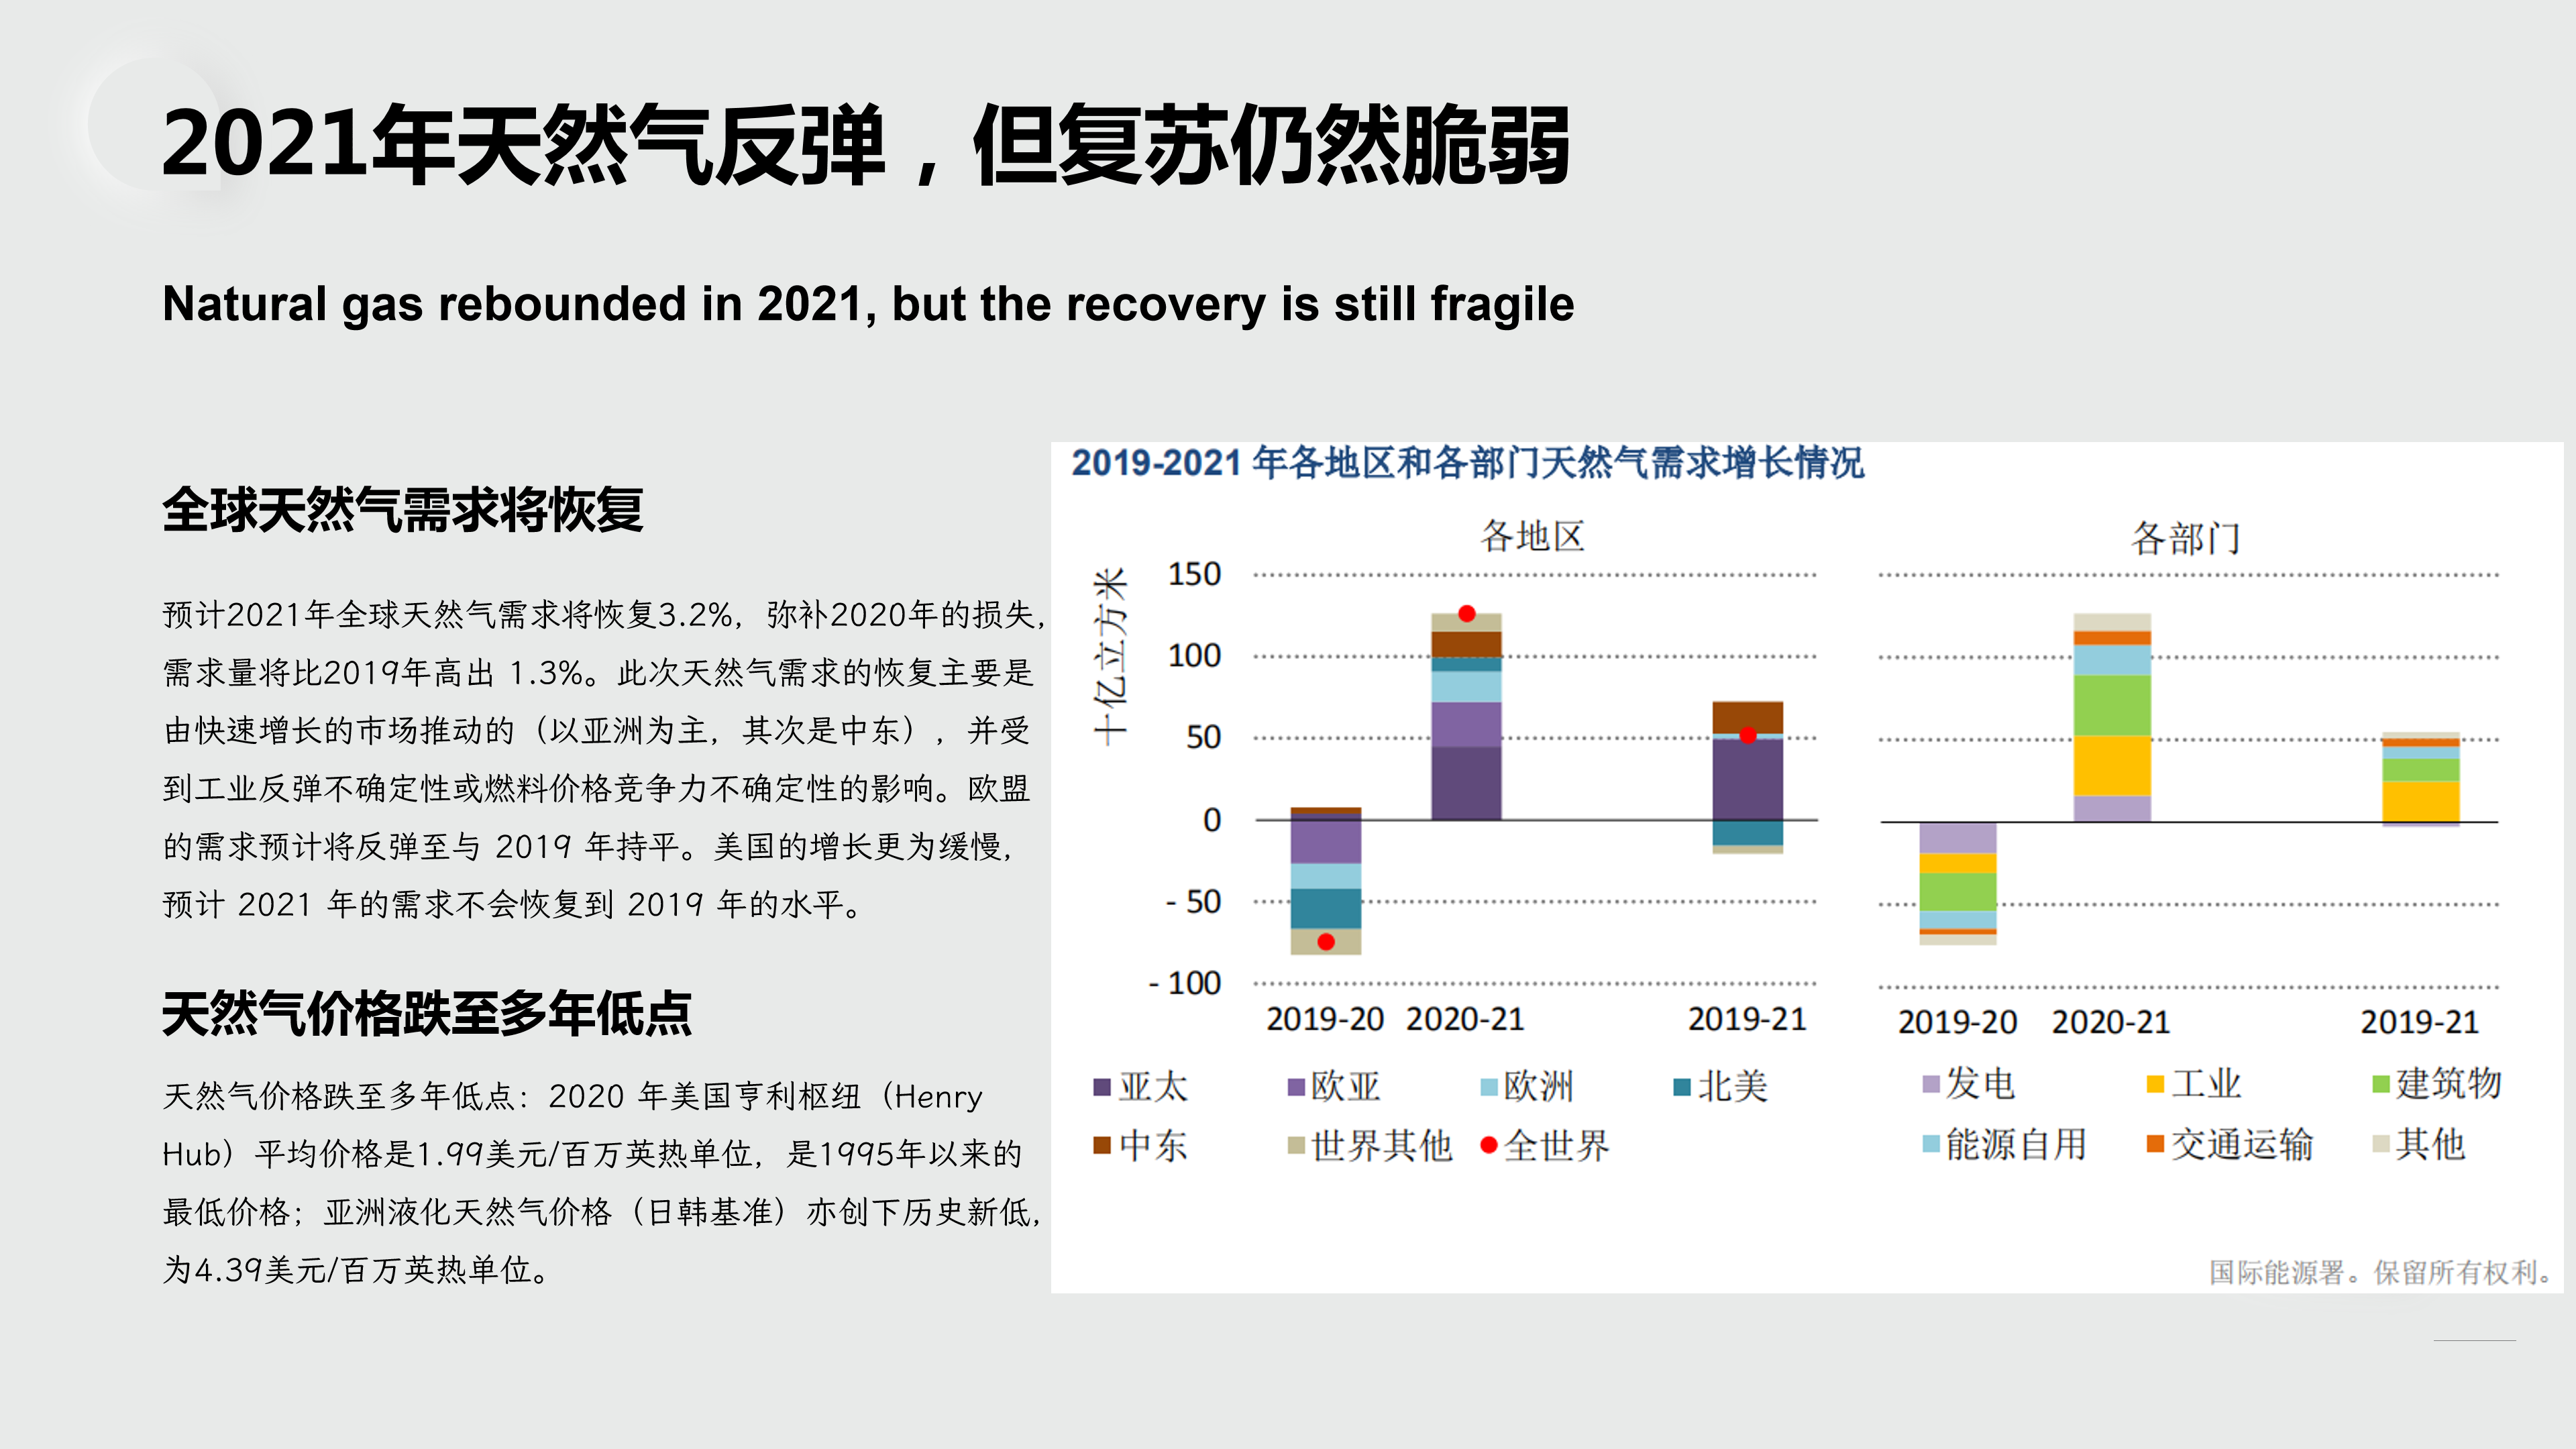 2021年天然气反弹，但复苏仍然脆弱
Natural gas rebounded in 2021, but the recovery is still fragile
全球天然气需求将恢复
预计2021年全球天然气需求将恢复3.2%，弥补2020年的损失，
需求量将比2019年高出 1.3%。此次天然气需求的恢复主要是
由快速增长的市场推动的（以亚洲为主，其次是中东），并受
到工业反弹不确定性或燃料价格竞争力不确定性的影响。欧盟
的需求预计将反弹至与 2019 年持平。美国的增长更为缓慢，
预计 2021 年的需求不会恢复到 2019 年的水平。
天然气价格跌至多年低点
天然气价格跌至多年低点：2020 年美国亨利枢纽（Henry
Hub）平均价格是1.99美元/百万英热单位，是1995年以来的
最低价格；亚洲液化天然气价格（日韩基准）亦创下历史新低，
为4.39美元/百万英热单位。
2019-2021 年各地区和各部门天然气需求增长情况
各地区
十亿立方米
150
100
50
0
- 50
- 100
2019-20 2020-21 2019-21
亚太 欧亚 欧洲 北美
中东 世界其他 全世界
各部门
2019-20 2020-21 2019-21
发电 工业 建筑物
能源自用 交通运输 其他
国际能源署。保留所有权利。